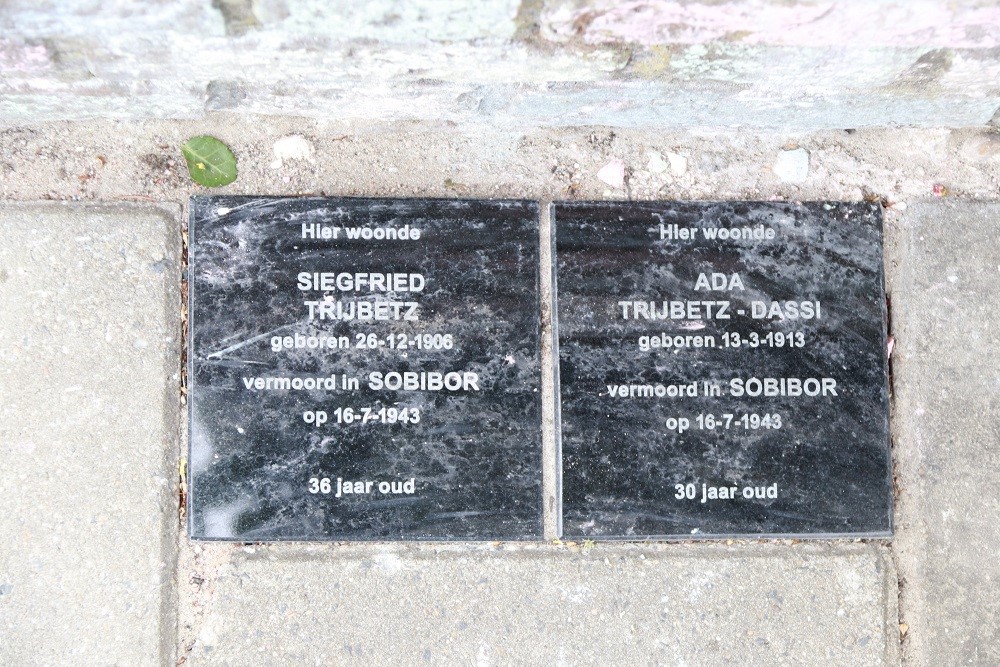 Hier woonde
SIEGFRIED
TRIJBETZ
geboren 26-12-1906
vermoord in SOBIBOR
op 16-7-1943
36 jaar oud
Hier woonde
ADA
TRIJBETZ - DASSI
geboren 13-3-1913
vermoord in SOBIBOR
op 16-7-1943
30 jaar oud